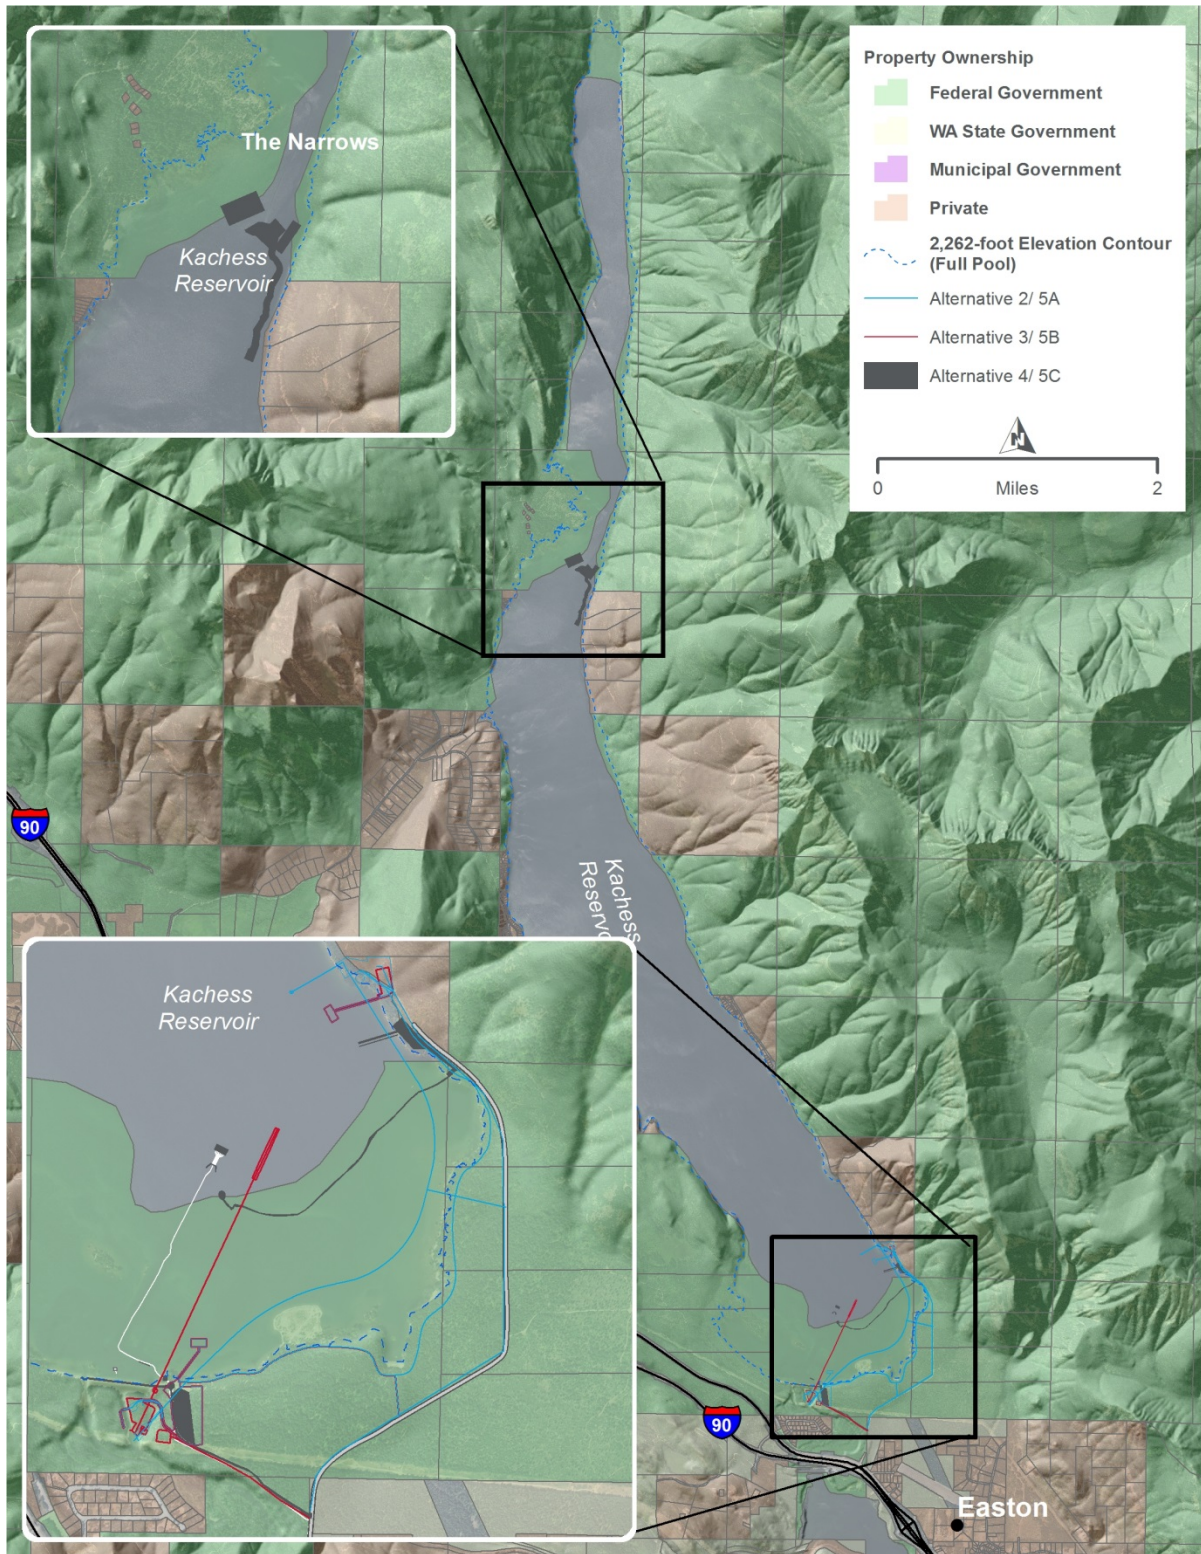 The Narrows
Kachess
Reservoir
Property Ownership
Federal Government
WA State Government
Municipal Government
Private
2,262-foot Elevation Contour
(Full Pool)
Alternative 2/ 5A
Alternative 3/ 5B
Alternative 4/ 5C
N
0 Miles 2
90
Kachess
Reservo
Kachess
Reservoir
90
Easton